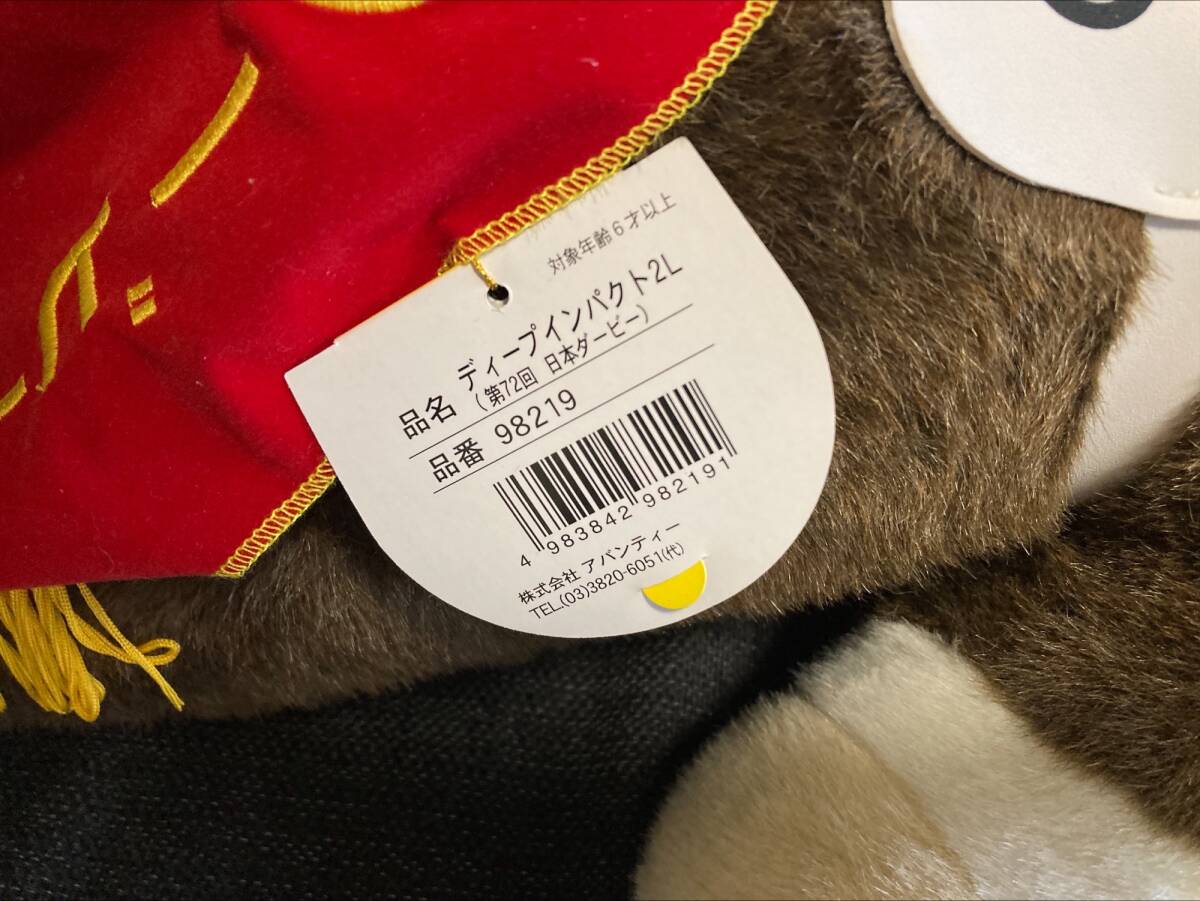 対象年齢6才以上
品名 ディープインパクト2L
(第72回 日本ダービー)
品番 98219
4 983842 982191
株式会社 アバンティー
TEL.(03)3820-6051(代)